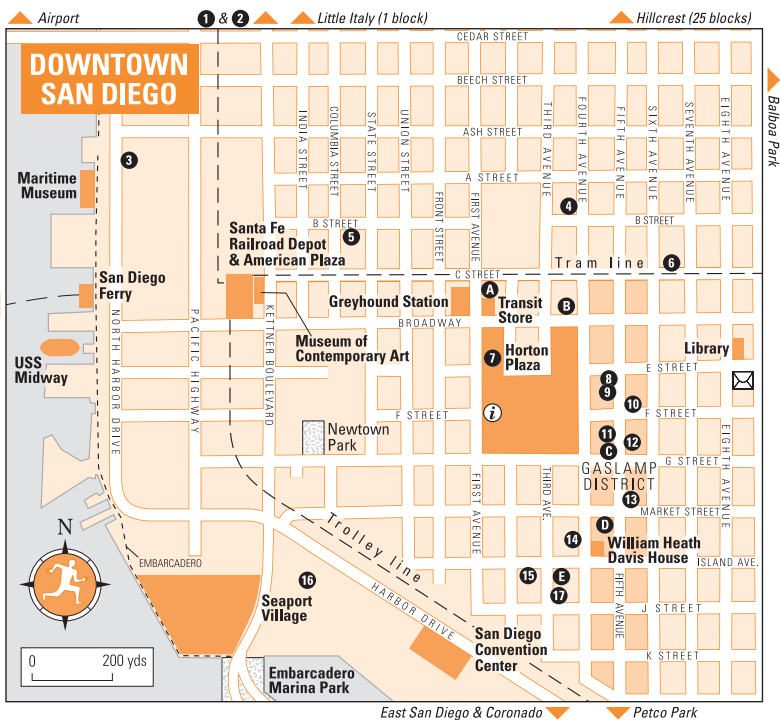 Airport
1 & 2
Little Italy (1 block)
Hillcrest (25 blocks)
DOWNTOWN
SAN DIEGO
CEDAR STREET
BEECH STREET
Balboa Park
INDIA STREET
COLUMBIA STREET
STATE STREET
UNION STREET
THIRD AVENUE
FOURTH AVENUE
FIFTH AVENUE
SIXTH AVENUE
SEVENTH AVENUE
EIGHTH AVENUE
ASH STREET
3
Maritime
Museum
A STREET
FRONT STREET
FIRST AVENUE
4
B STREET
B STREET
5
Santa Fe
Railroad Depot
& American Plaza
Tram line
6
C STREET
San Diego
Ferry
Greyhound Station
A
Transit
Store
B
BROADWAY
NORTH HARBOR DRIVE
PACIFIC HIGHWAY
KETTNER BOULEVARD
Museum of
Contemporary Art
USS
Midway
7
Horton
Plaza
Library
E STREET
8
9
10
i
F STREET
F STREET
Newtown
Park
11
12
C
EIGHTH AVENUE
G STREET
GASLAMP
DISTRICT
13
FIRST AVENUE
THIRD AVE.
MARKET STREET
N
Trolley line
D
14
William Heath
Davis House
ISLAND AVE.
EMBARCADERO
16
Seaport
Village
15
E
17
FIFTH AVENUE
J STREET
HARBOR DRIVE
San Diego
Convention
Center
K STREET
0 200 yds
Embarcadero
Marina Park
East San Diego & Coronado
Petco Park